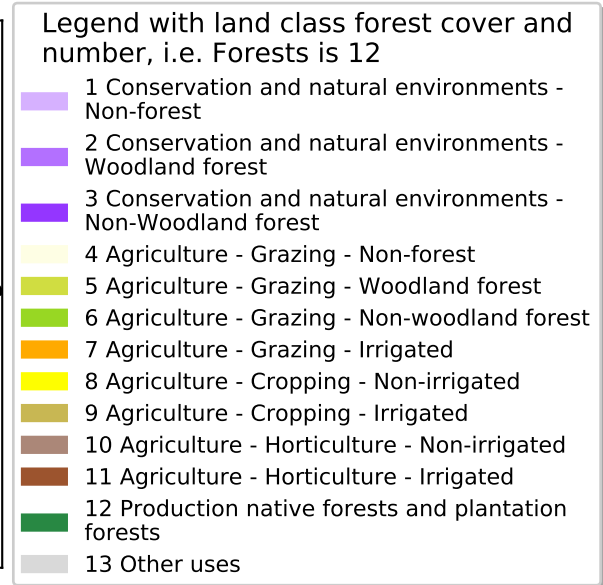 Legend with land class forest cover and
number, i.e. Forests is 12
1 Conservation and natural environments -
Non-forest
2 Conservation and natural environments -
Woodland forest
3 Conservation and natural environments -
Non-Woodland forest
4 Agriculture - Grazing - Non-forest
5 Agriculture - Grazing - Woodland forest
6 Agriculture - Grazing - Non-woodland forest
7 Agriculture - Grazing - Irrigated
8 Agriculture - Cropping - Non-irrigated
9 Agriculture - Cropping - Irrigated
10 Agriculture - Horticulture - Non-irrigated
11 Agriculture - Horticulture - Irrigated
12 Production native forests and plantation
forests
13 Other uses